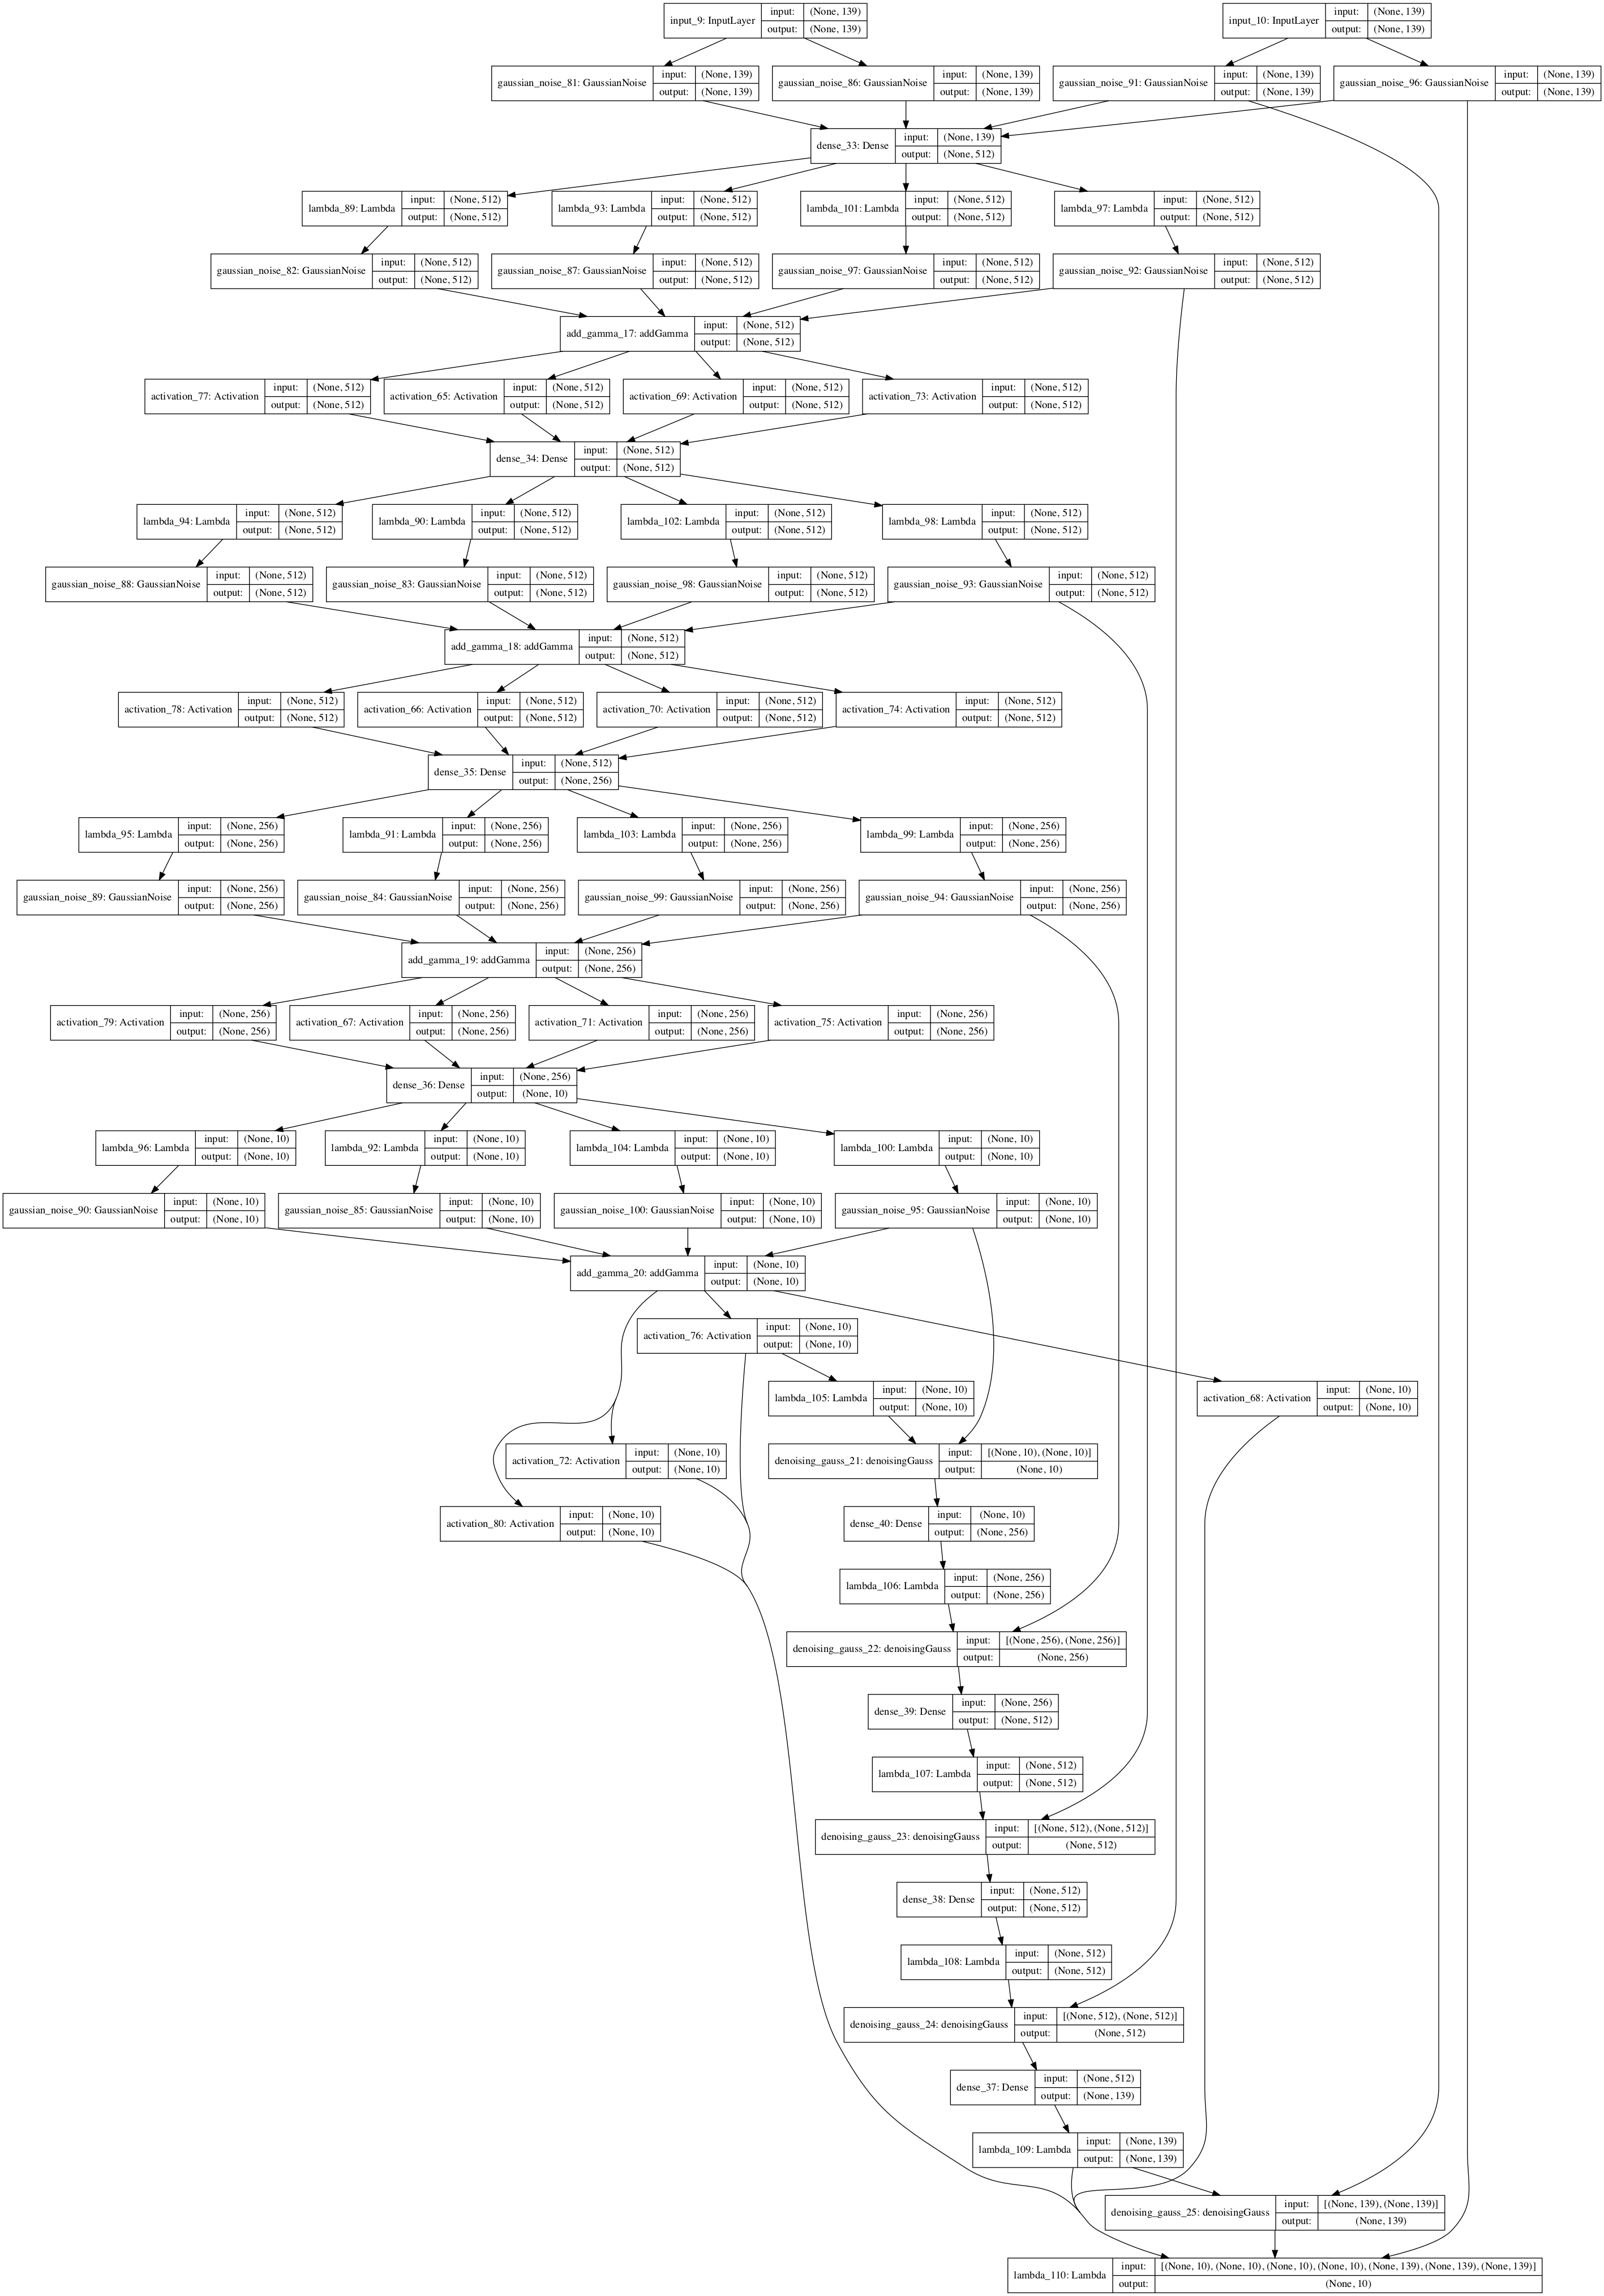 input_9: InputLayer input: (None, 139) output: (None, 139)
input_10: InputLayer input: (None, 139) output: (None, 139)
gaussian_noise_81: GaussianNoise input: (None, 139) output: (None, 139)
gaussian_noise_86: GaussianNoise input: (None, 139) output: (None, 139)
gaussian_noise_91: GaussianNoise input: (None, 139) output: (None, 139)
gaussian_noise_96: GaussianNoise input: (None, 139) output: (None, 139)
dense_33: Dense input: (None, 139) output: (None, 512)
lambda_89: Lambda input: (None, 512) output: (None, 512)
lambda_93: Lambda input: (None, 512) output: (None, 512)
lambda_101: Lambda input: (None, 512) output: (None, 512)
lambda_97: Lambda input: (None, 512) output: (None, 512)
gaussian_noise_82: GaussianNoise input: (None, 512) output: (None, 512)
gaussian_noise_87: GaussianNoise input: (None, 512) output: (None, 512)
gaussian_noise_97: GaussianNoise input: (None, 512) output: (None, 512)
gaussian_noise_92: GaussianNoise input: (None, 512) output: (None, 512)
add_gamma_17: addGamma input: (None, 512) output: (None, 512)
activation_77: Activation input: (None, 512) output: (None, 512)
activation_65: Activation input: (None, 512) output: (None, 512)
activation_69: Activation input: (None, 512) output: (None, 512)
activation_73: Activation input: (None, 512) output: (None, 512)
dense_34: Dense input: (None, 512) output: (None, 512)
lambda_94: Lambda input: (None, 512) output: (None, 512)
lambda_90: Lambda input: (None, 512) output: (None, 512)
lambda_102: Lambda input: (None, 512) output: (None, 512)
lambda_98: Lambda input: (None, 512) output: (None, 512)
gaussian_noise_88: GaussianNoise input: (None, 512) output: (None, 512)
gaussian_noise_83: GaussianNoise input: (None, 512) output: (None, 512)
gaussian_noise_98: GaussianNoise input: (None, 512) output: (None, 512)
gaussian_noise_93: GaussianNoise input: (None, 512) output: (None, 512)
add_gamma_18: addGamma input: (None, 512) output: (None, 512)
activation_78: Activation input: (None, 512) output: (None, 512)
activation_66: Activation input: (None, 512) output: (None, 512)
activation_70: Activation input: (None, 512) output: (None, 512)
activation_74: Activation input: (None, 512) output: (None, 512)
dense_35: Dense input: (None, 512) output: (None, 256)
lambda_95: Lambda input: (None, 256) output: (None, 256)
lambda_91: Lambda input: (None, 256) output: (None, 256)
lambda_103: Lambda input: (None, 256) output: (None, 256)
lambda_99: Lambda input: (None, 256) output: (None, 256)
gaussian_noise_89: GaussianNoise input: (None, 256) output: (None, 256)
gaussian_noise_84: GaussianNoise input: (None, 256) output: (None, 256)
gaussian_noise_99: GaussianNoise input: (None, 256) output: (None, 256)
gaussian_noise_94: GaussianNoise input: (None, 256) output: (None, 256)
add_gamma_19: addGamma input: (None, 256) output: (None, 256)
activation_79: Activation input: (None, 256) output: (None, 256)
activation_67: Activation input: (None, 256) output: (None, 256)
activation_71: Activation input: (None, 256) output: (None, 256)
activation_75: Activation input: (None, 256) output: (None, 256)
dense_36: Dense input: (None, 256) output: (None, 10)
lambda_96: Lambda input: (None, 10) output: (None, 10)
lambda_92: Lambda input: (None, 10) output: (None, 10)
lambda_104: Lambda input: (None, 10) output: (None, 10)
lambda_100: Lambda input: (None, 10) output: (None, 10)
gaussian_noise_90: GaussianNoise input: (None, 10) output: (None, 10)
gaussian_noise_85: GaussianNoise input: (None, 10) output: (None, 10)
gaussian_noise_100: GaussianNoise input: (None, 10) output: (None, 10)
gaussian_noise_95: GaussianNoise input: (None, 10) output: (None, 10)
add_gamma_20: addGamma input: (None, 10) output: (None, 10)
activation_76: Activation input: (None, 10) output: (None, 10)
lambda_105: Lambda input: (None, 10) output: (None, 10)
activation_68: Activation input: (None, 10) output: (None, 10)
activation_72: Activation input: (None, 10) output: (None, 10)
denoising_gauss_21: denoisingGauss input: [(None, 10), (None, 10)] output: (None, 10)
activation_80: Activation input: (None, 10) output: (None, 10)
dense_40: Dense input: (None, 10) output: (None, 256)
lambda_106: Lambda input: (None, 256) output: (None, 256)
denoising_gauss_22: denoisingGauss input: [(None, 256), (None, 256)] output: (None, 256)
dense_39: Dense input: (None, 256) output: (None, 512)
lambda_107: Lambda input: (None, 512) output: (None, 512)
denoising_gauss_23: denoisingGauss input: [(None, 512), (None, 512)] output: (None, 512)
dense_38: Dense input: (None, 512) output: (None, 512)
lambda_108: Lambda input: (None, 512) output: (None, 512)
denoising_gauss_24: denoisingGauss input: [(None, 512), (None, 512)] output: (None, 512)
dense_37: Dense input: (None, 512) output: (None, 139)
lambda_109: Lambda input: (None, 139) output: (None, 139)
denoising_gauss_25: denoisingGauss input: [(None, 139), (None, 139)] output: (None, 139)
lambda_110: Lambda input: [(None, 10), (None, 10), (None, 10), (None, 10), (None, 139), (None, 139), (None, 139)] output: (None, 10)